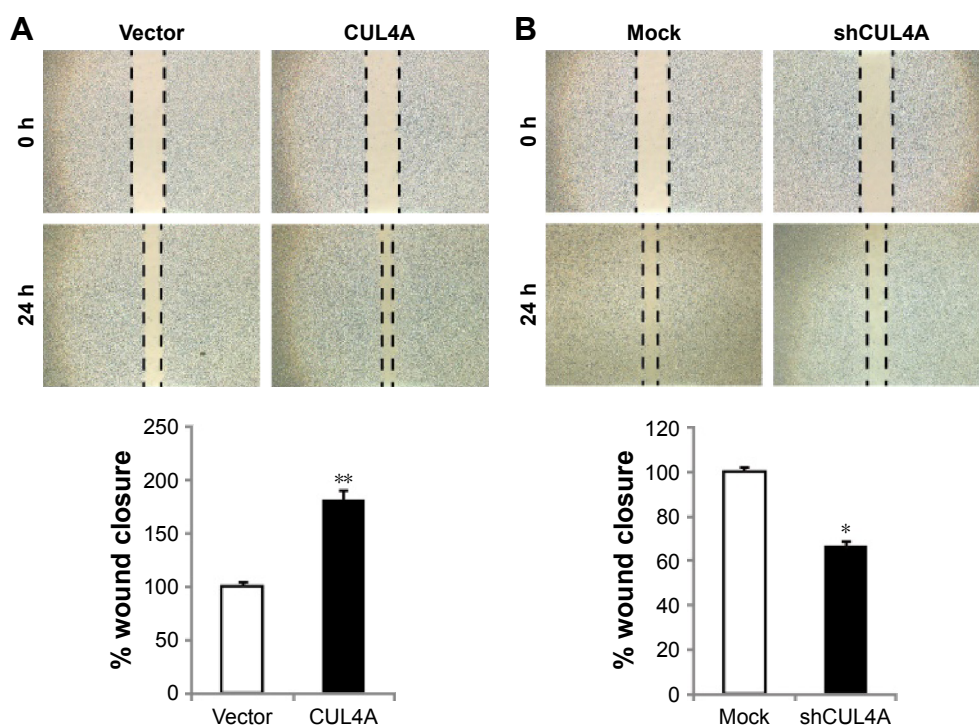 A
Vector
CUL4A
0 h
24 h
% wound closure
250
200
150
100
50
0
**
Vector
CUL4A
B
Mock
shCUL4A
0 h
24 h
% wound closure
120
100
80
60
40
20
0
*
Mock
shCUL4A